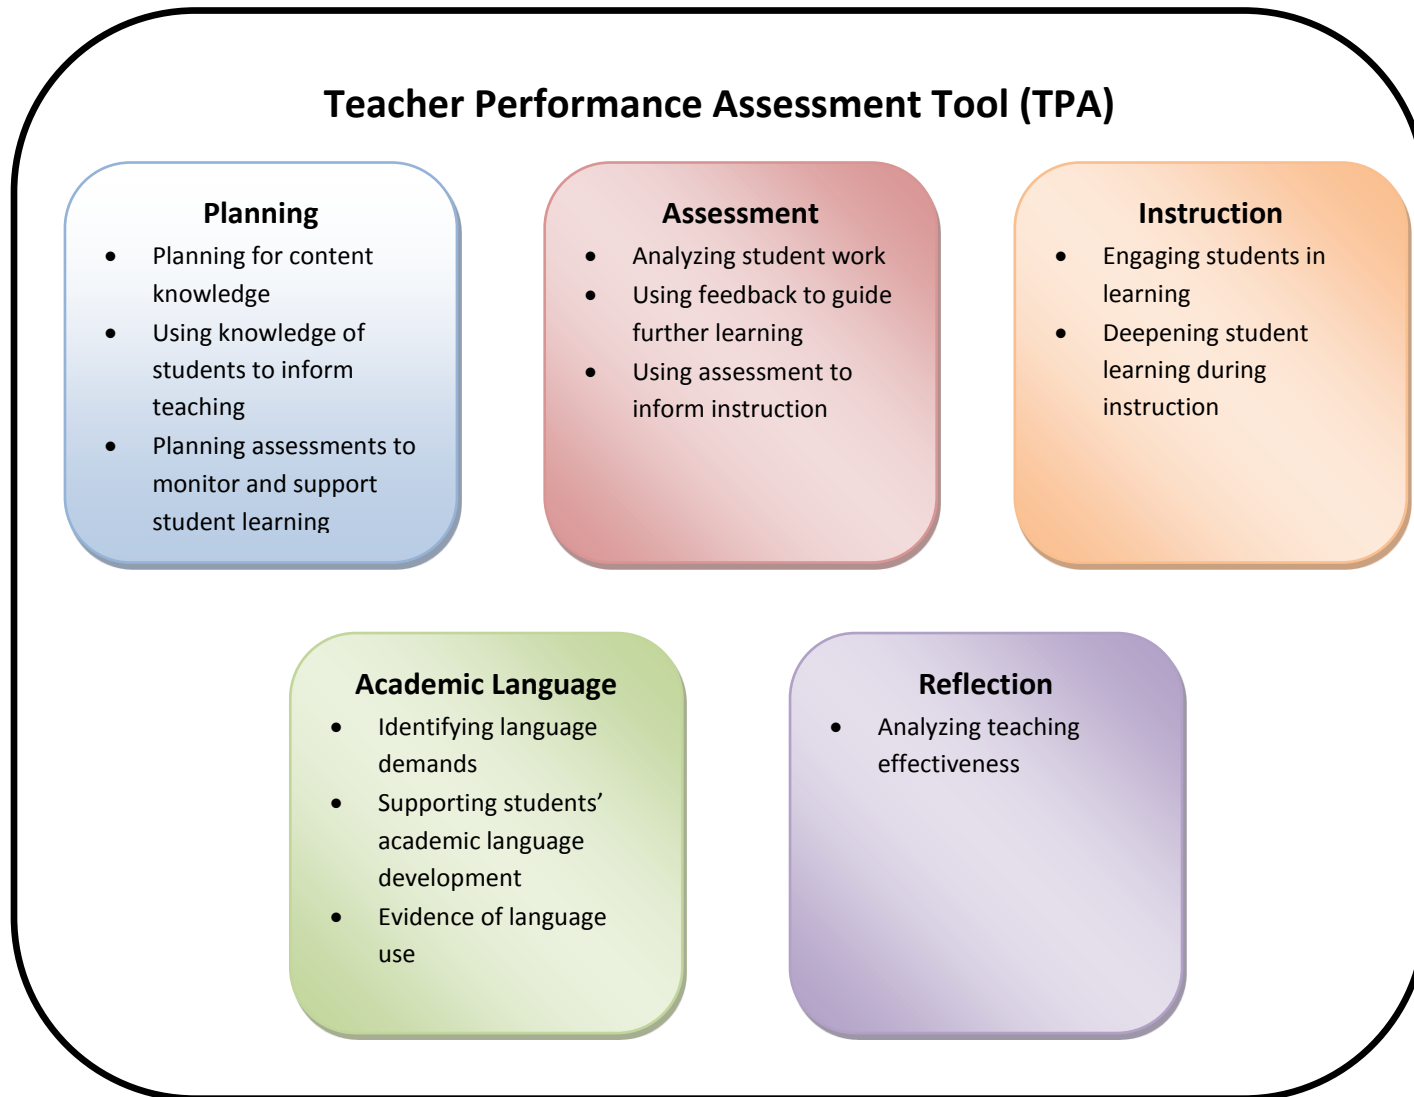 Teacher Performance Assessment Tool (TPA)
Planning
• Planning for content
knowledge
• Using knowledge of
students to inform
teaching
• Planning assessments to
monitor and support
student learning
Assessment
• Analyzing student work
• Using feedback to guide
further learning
• Using assessment to
inform instruction
Instruction
• Engaging students in
learning
• Deepening student
learning during
instruction
Academic Language
• Identifying language
demands
• Supporting students’
academic language
development
• Evidence of language
use
Reflection
• Analyzing teaching
effectiveness